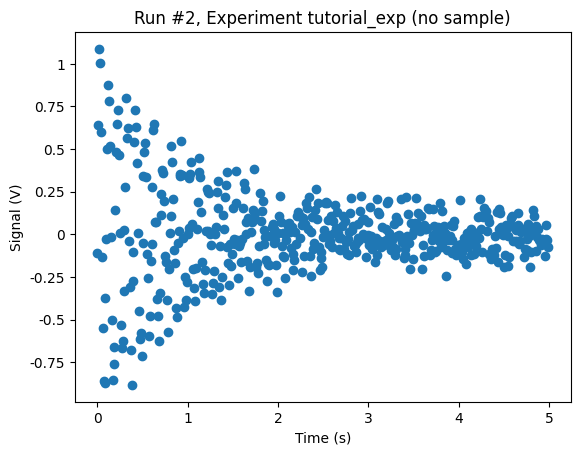 Run #2, Experiment tutorial_exp (no sample)
1
0.75
0.5
0.25
0
-0.25
-0.5
-0.75
Signal (V)
0 1 2 3 4 5
Time (s)